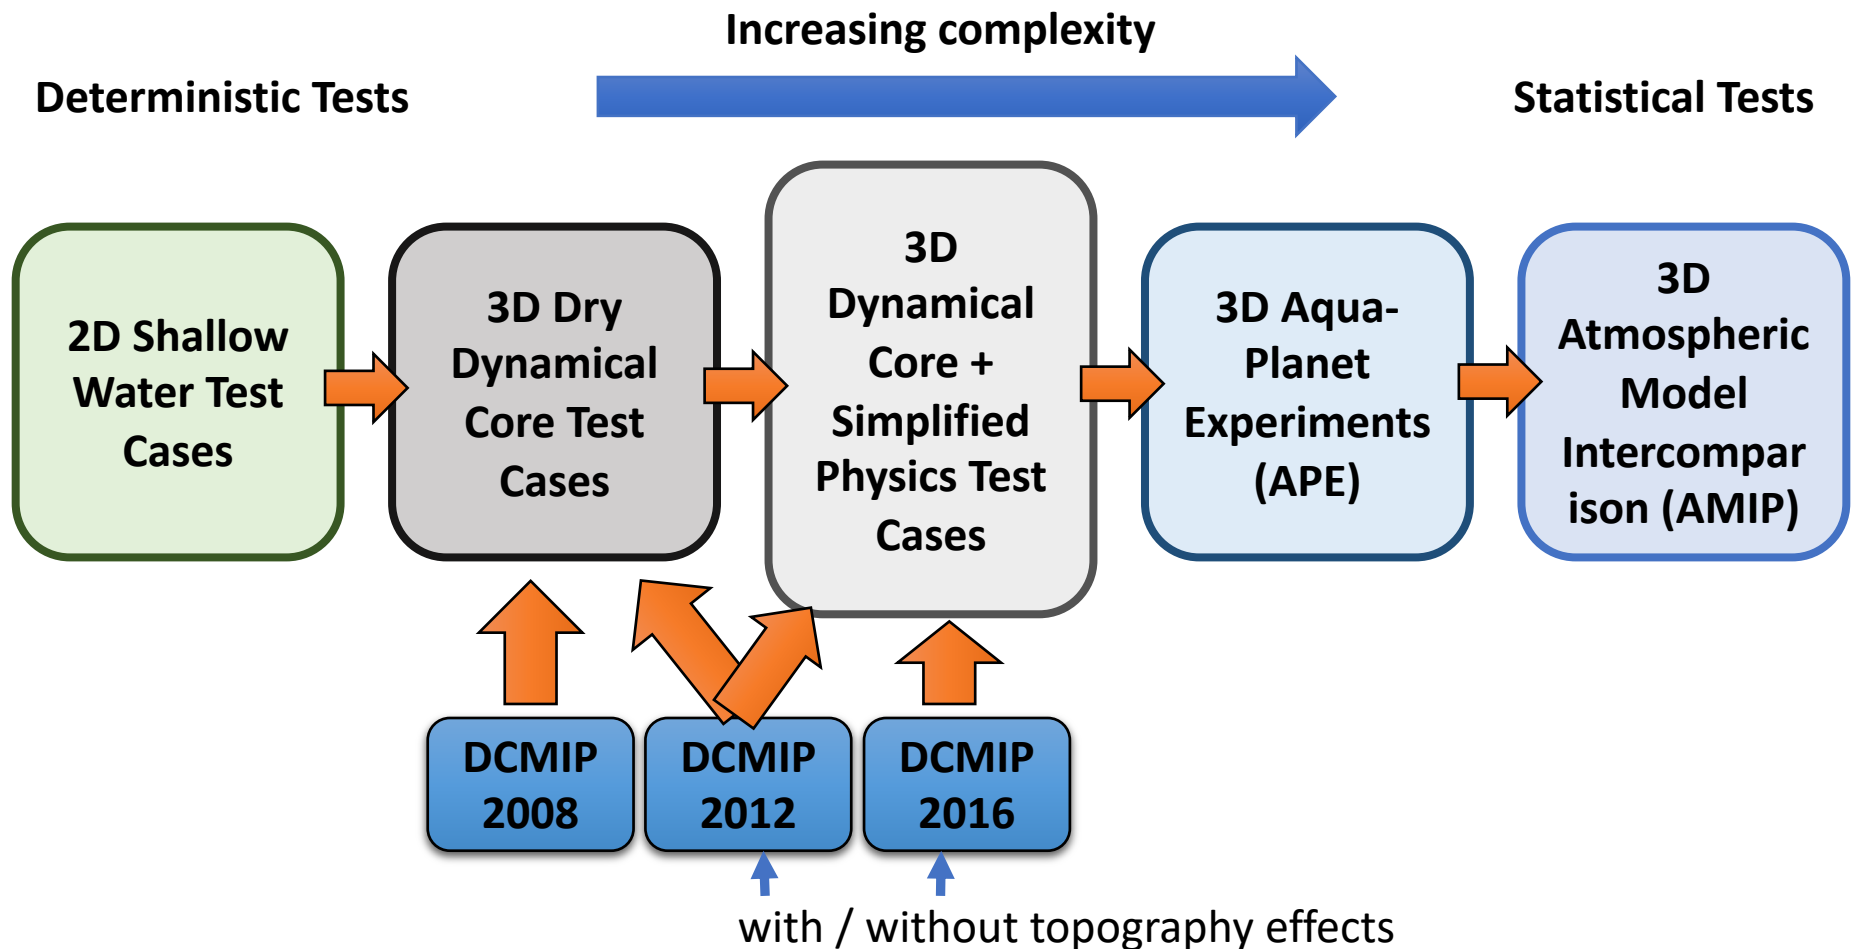 Increasing complexity
Deterministic Tests
Statistical Tests
2D Shallow
Water Test
Cases
3D Dry
Dynamical
Core Test
Cases
3D
Dynamical
Core +
Simplified
Physics Test
Cases
3D Aqua-
Planet
Experiments
(APE)
3D
Atmospheric
Model
Intercompar
ison (AMIP)
DCMIP
2008
DCMIP
2012
DCMIP
2016
with / without topography effects